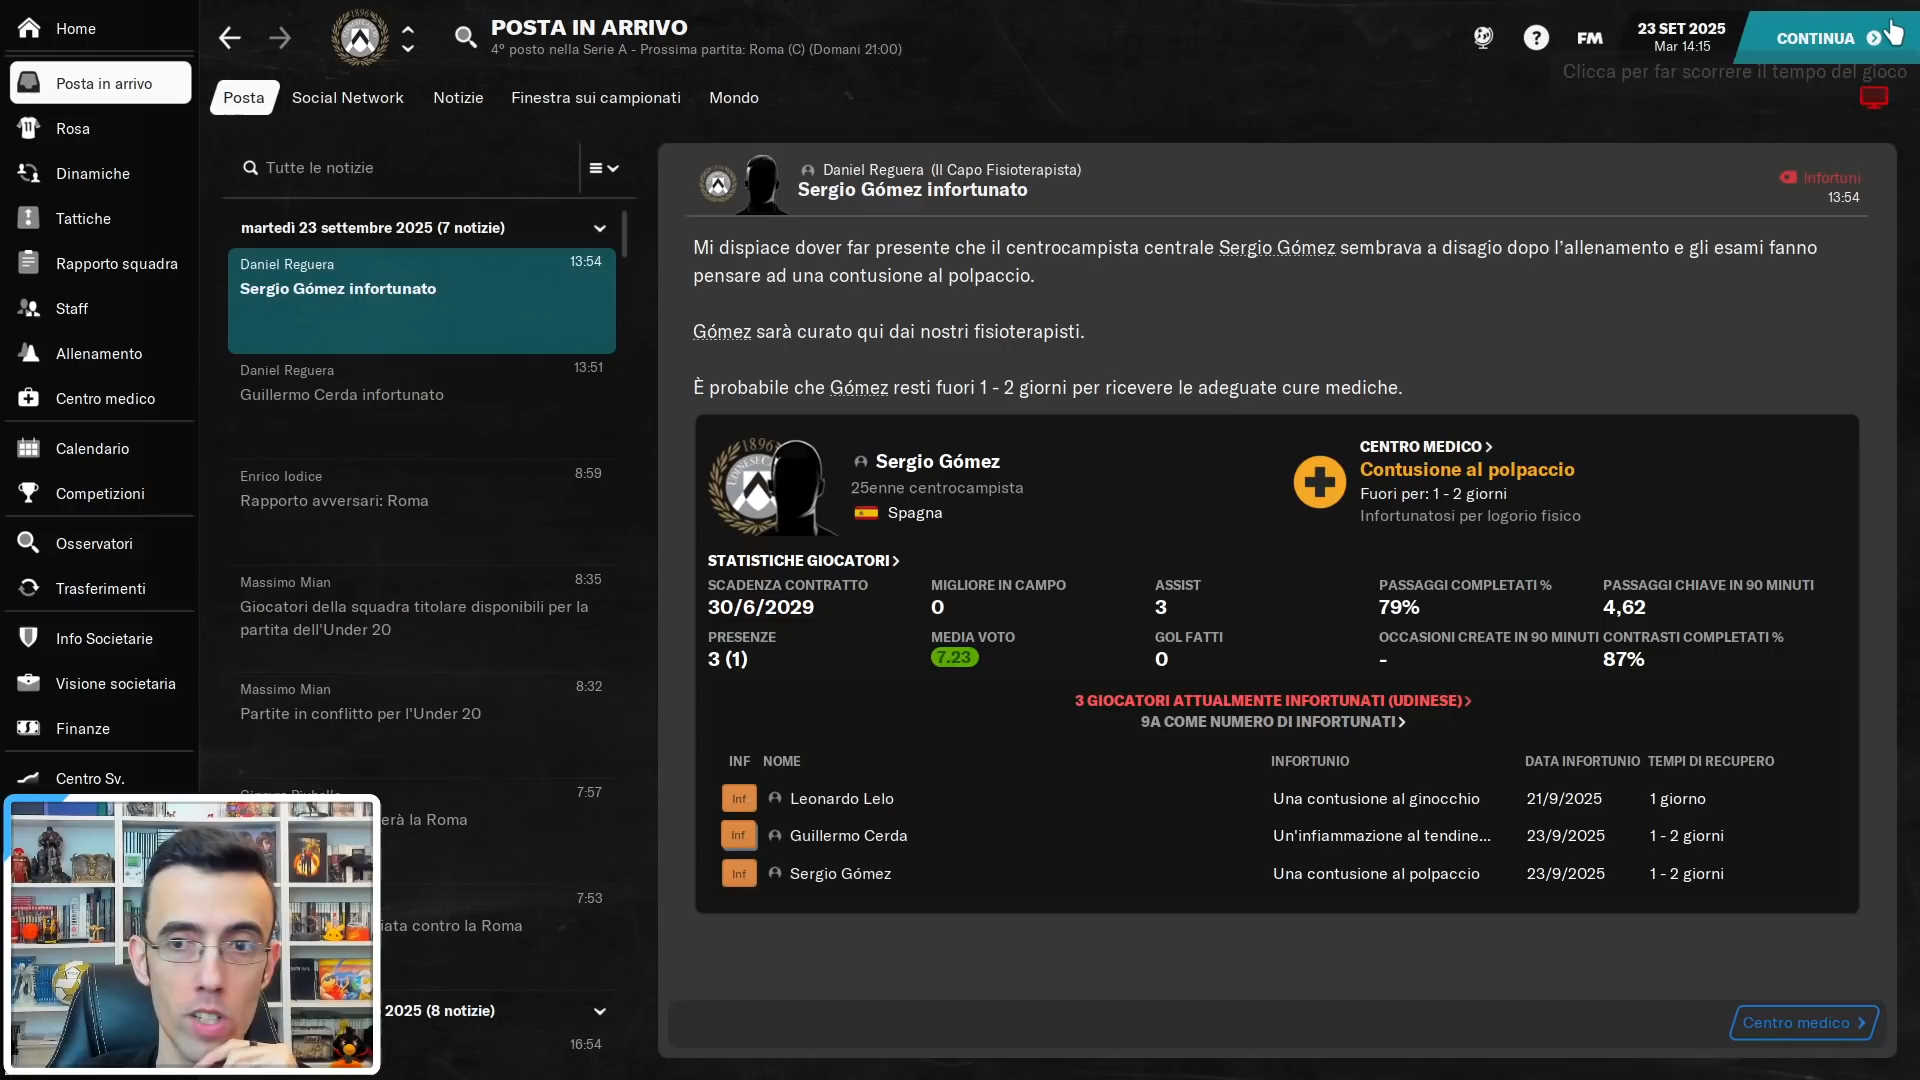 Home
Posta in arrivo
Rosa
Dinamiche
Tattiche
Rapporto squadra
Staff
Allenamento
Centro medico
Calendario
Competizioni
Osservatori
Trasferimenti
Info Societarie
Visione societaria
Finanze
Centro Sv.
1896
POSTA IN ARRIVO
4° posto nella Serie A - Prossima partita: Roma (C) (Domani 21:00)
FM
23 SET 2025
Mar 14:15
CONTINUA
Clicca per far scorrere il tempo del gioco
Posta
Social Network
Notizie
Finestra sui campionati
Mondo
Tutte le notizie
martedì 23 settembre 2025 (7 notizie)
Daniel Reguera 13:54
Sergio Gómez infortunato
Daniel Reguera 13:51
Guillermo Cerda infortunato
Enrico Iodice 8:59
Rapporto avversari: Roma
Massimo Mian 8:35
Giocatori della squadra titolare disponibili per la
partita dell'Under 20
Massimo Mian 8:32
Partite in conflitto per l'Under 20
7:57
erà la Roma
7:53
iata contro la Roma
2025 (8 notizie)
16:54
Daniel Reguera (Il Capo Fisioterapista)
Sergio Gómez infortunato
Infortuni
13:54
Mi dispiace dover far presente che il centrocampista centrale Sergio Gómez sembrava a disagio dopo l'allenamento e gli esami fanno
pensare ad una contusione al polpaccio.
Gómez sarà curato qui dai nostri fisioterapisti.
È probabile che Gómez resti fuori 1 - 2 giorni per ricevere le adeguate cure mediche.
1896
Sergio Gómez
25enne centrocampista
Spagna
CENTRO MEDICO
Contusione al polpaccio
Fuori per: 1 - 2 giorni
Infortunatosi per logorio fisico
STATISTICHE GIOCATORI
SCADENZA CONTRATTO MIGLIORE IN CAMPO ASSIST PASSAGGI COMPLETATI % PASSAGGI CHIAVE IN 90 MINUTI
30/6/2029 0 3 79% 4,62
PRESENZE MEDIA VOTO GOL FATTI OCCASIONI CREATE IN 90 MINUTI CONTRASTI COMPLETATI %
3 (1) 7.23 0 - 87%
3 GIOCATORI ATTUALMENTE INFORTUNATI (UDINESE)
9A COME NUMERO DI INFORTUNATI
INF NOME INFORTUNIO DATA INFORTUNIO TEMPI DI RECUPERO
Inf Leonardo Lelo Una contusione al ginocchio 21/9/2025 1 giorno
Inf Guillermo Cerda Un'infiammazione al tendine... 23/9/2025 1 - 2 giorni
Inf Sergio Gómez Una contusione al polpaccio 23/9/2025 1 - 2 giorni
Centro medico